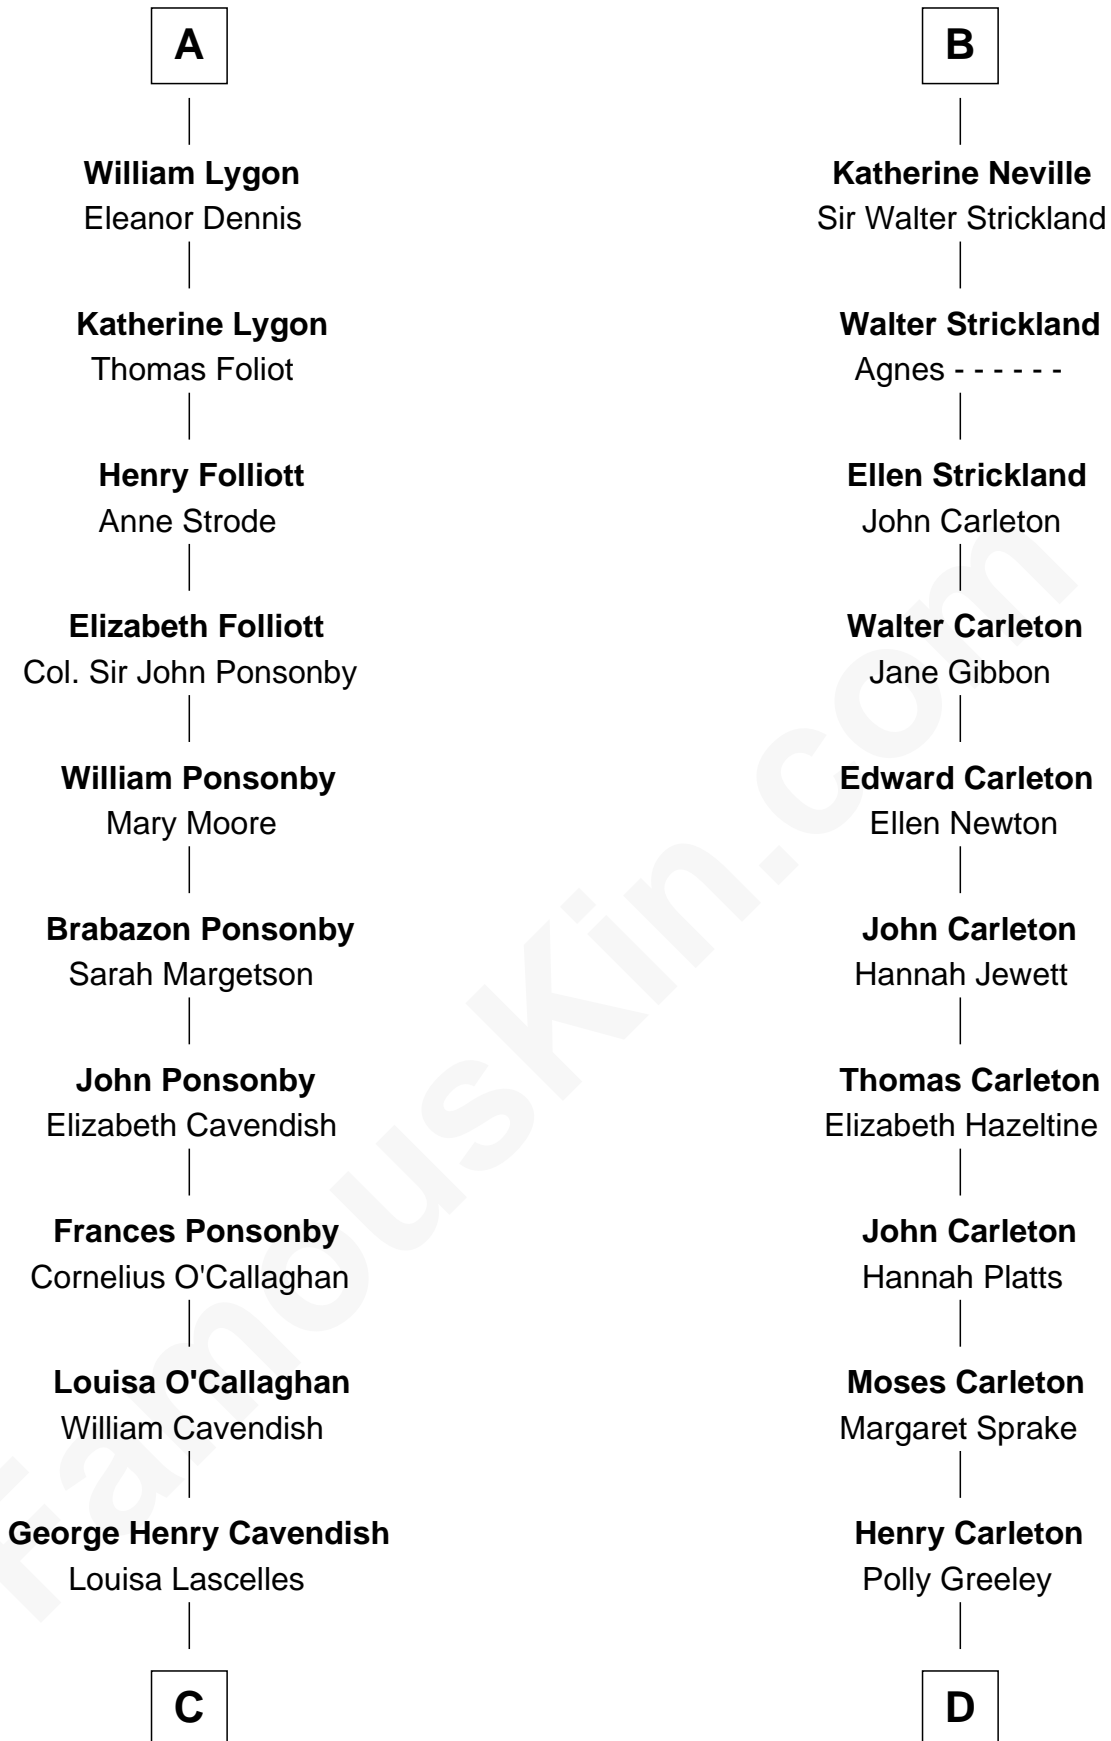 A
William Lygon
Eleanor Dennis
Katherine Lygon
Thomas Foliot
Henry Folliott
Anne Strode
Elizabeth Folliott
Col. Sir John Ponsonby
William Ponsonby
Mary Moore
Brabazon Ponsonby
Sarah Margetson
John Ponsonby
Elizabeth Cavendish
Frances Ponsonby
Cornelius O'Callaghan
Louisa O'Callaghan
William Cavendish
George Henry Cavendish
Louisa Lascelles
C
B
Katherine Neville
Sir Walter Strickland
Walter Strickland
Agnes - - - - - -
Ellen Strickland
John Carleton
Walter Carleton
Jane Gibbon
Edward Carleton
Ellen Newton
John Carleton
Hannah Jewett
Thomas Carleton
Elizabeth Hazeltine
John Carleton
Hannah Platts
Moses Carleton
Margaret Sprake
Henry Carleton
Polly Greeley
D
FamousKin.com